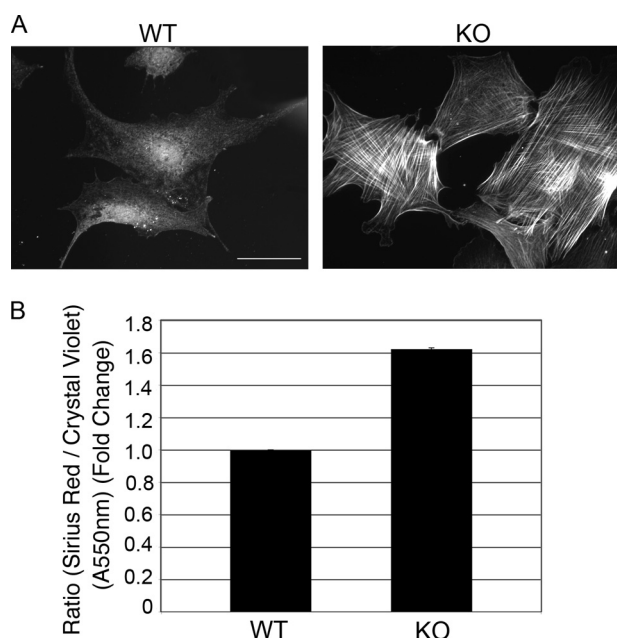 A
WT
KO
B
Ratio (Sirius Red / Crystal Violet)
(A550nm) (Fold Change)
1.8
1.6
1.4
1.2
1.0
0.8
0.6
0.4
0.2
0
WT
KO